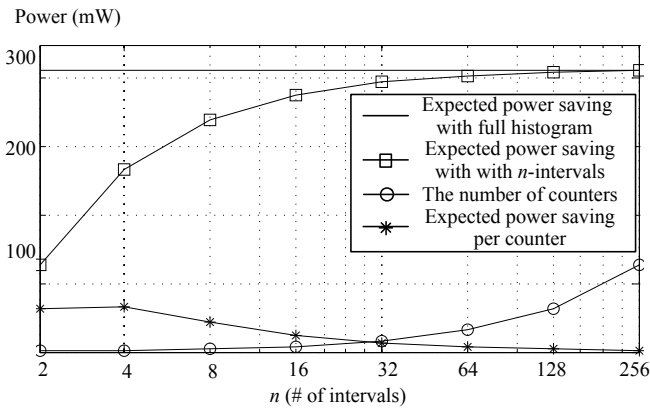 Power (mW)
300
200
100
Expected power saving
with full histogram
Expected power saving
with with n-intervals
The number of counters
Expected power saving
per counter
2 4 8 16 32 64 128 256
n (# of intervals)